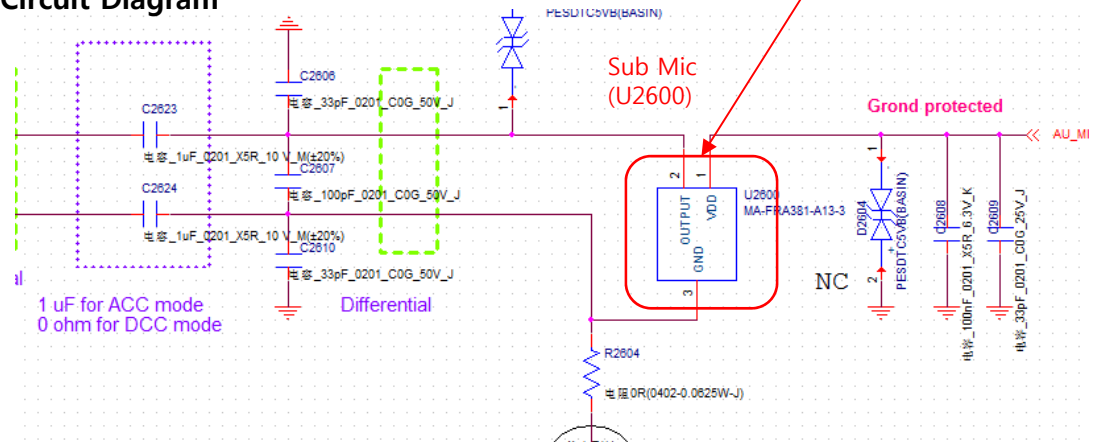 Circuit Diagram
PESDTC5VB(BASIN)
1
C2606
电容_33pF_0201_C0G_50V_J
C2623
电容_1uF_0201_X5R_10 V_M(±20%)
C2607
电容_100pF_0201_C0G_50V_J
C2624
电容_1uF_0201_X5R_10 V_M(±20%)
C2610
电容_33pF_0201_C0G_50V_J
al
1 uF for ACC mode
0 ohm for DCC mode
Differential
Sub Mic
(U2600)
2
1
OUTPUT
VDD
GND
3
U2600
MA-FRA381-A13-3
R2604
电阻0R(0402-0.0625W-J)
Grond protected
AU_MI
NC
1
D2604
2
PESDTC5VB(BASIN)
C2608
电容_100nF_0201_X5R_6.3V_K
C2609
电容_33pF_0201_C0G_25V_J